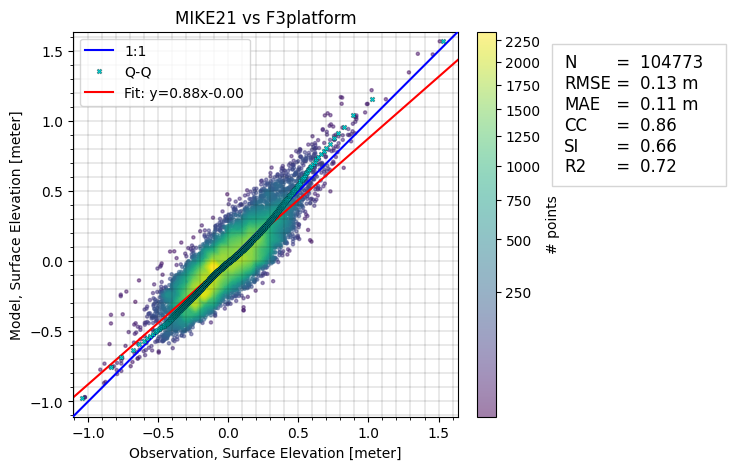 MIKE21 vs F3platform
1:1
Q-Q
Fit: y=0.88x-0.00
Model, Surface Elevation [meter]
1.5
1.0
0.5
0.0
−0.5
−1.0
−1.0 −0.5 0.0 0.5 1.0 1.5
Observation, Surface Elevation [meter]
2250
2000
1750
1500
1250
1000
750
500
250
# points
N = 104773
RMSE = 0.13 m
MAE = 0.11 m
CC = 0.86
SI = 0.66
R2 = 0.72